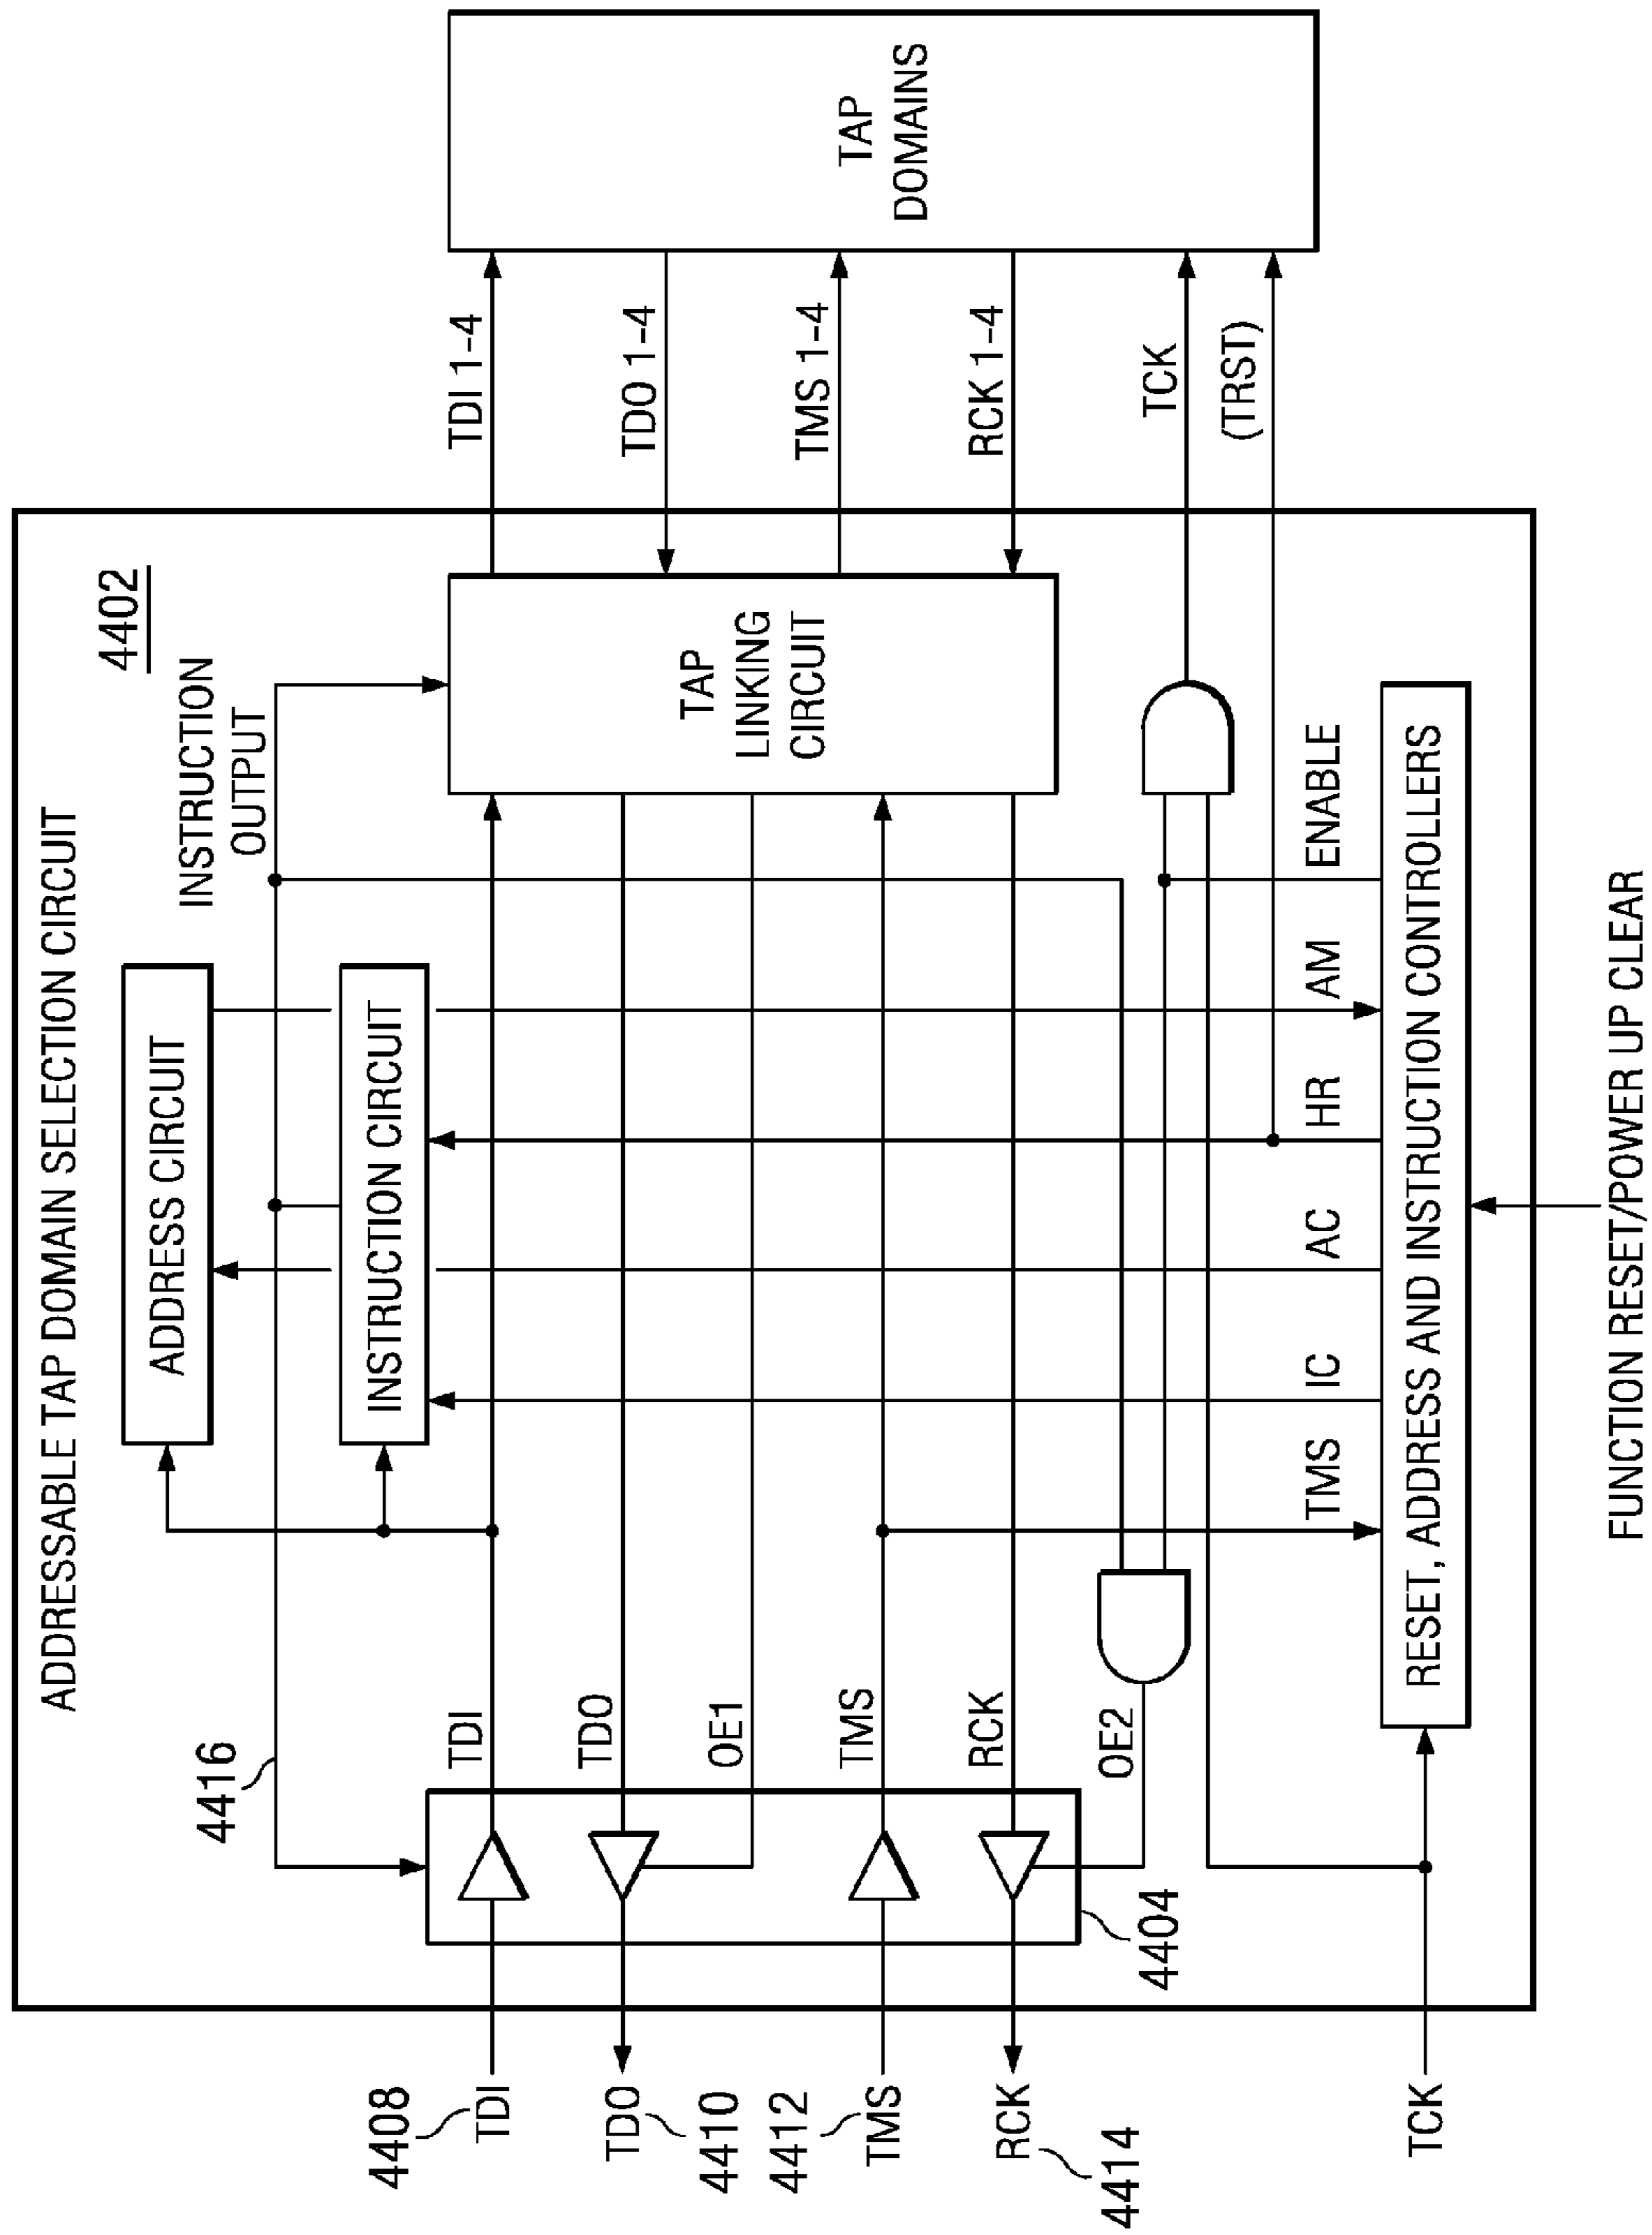 ADDRESSABLE TAP DOMAIN SELECTION CIRCUIT
4402
ADDRESS CIRCUIT
INSTRUCTION
OUTPUT
4416
INSTRUCTION CIRCUIT
4408
TDI
TDI
TDI 1-4
TDO
TDO
TDO 1-4
4410
OE1
TAP
LINKING
CIRCUIT
TAP
DOMAINS
4412
TMS
TMS
TMS 1-4
RCK
RCK
RCK 1-4
4414
OE2
4404
TCK
(TRST)
TMS
IC
AC
HR
AM
ENABLE
TCK
RESET, ADDRESS AND INSTRUCTION CONTROLLERS
FUNCTION RESET/POWER UP CLEAR